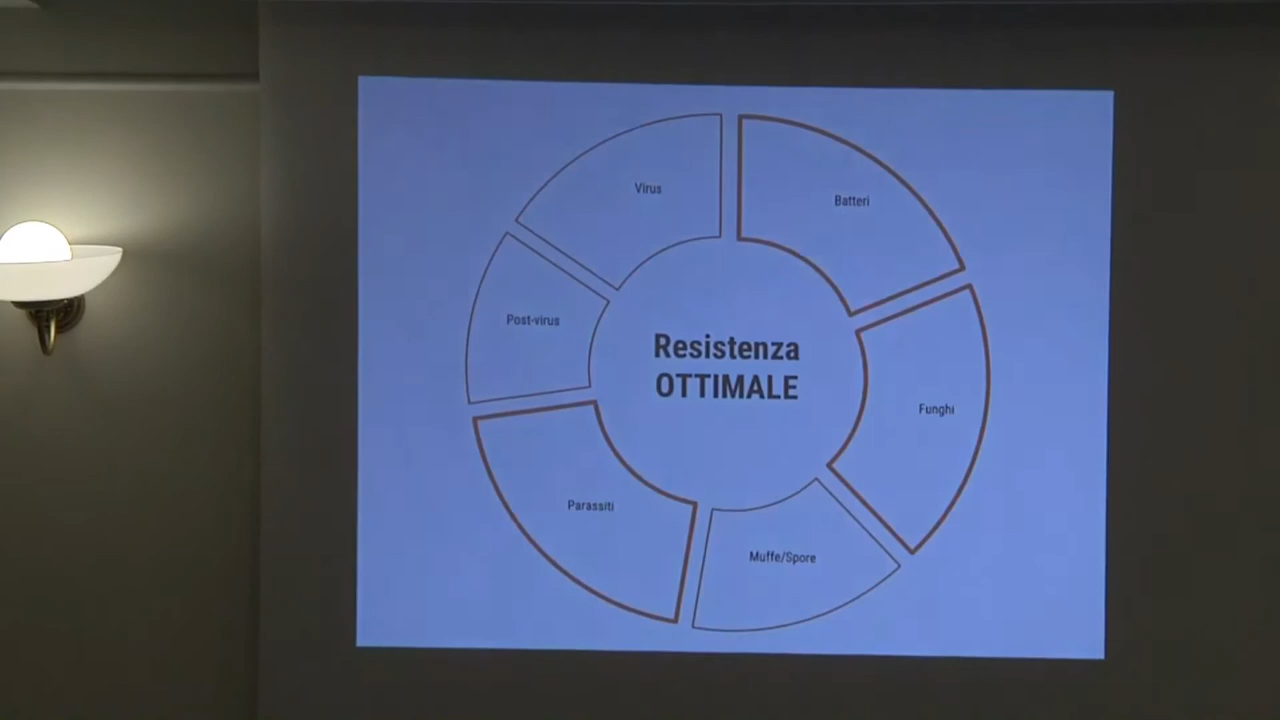 Virus
Batteri
Post-virus
Resistenza
OTTIMALE
Funghi
Parassiti
Muffe/Spore